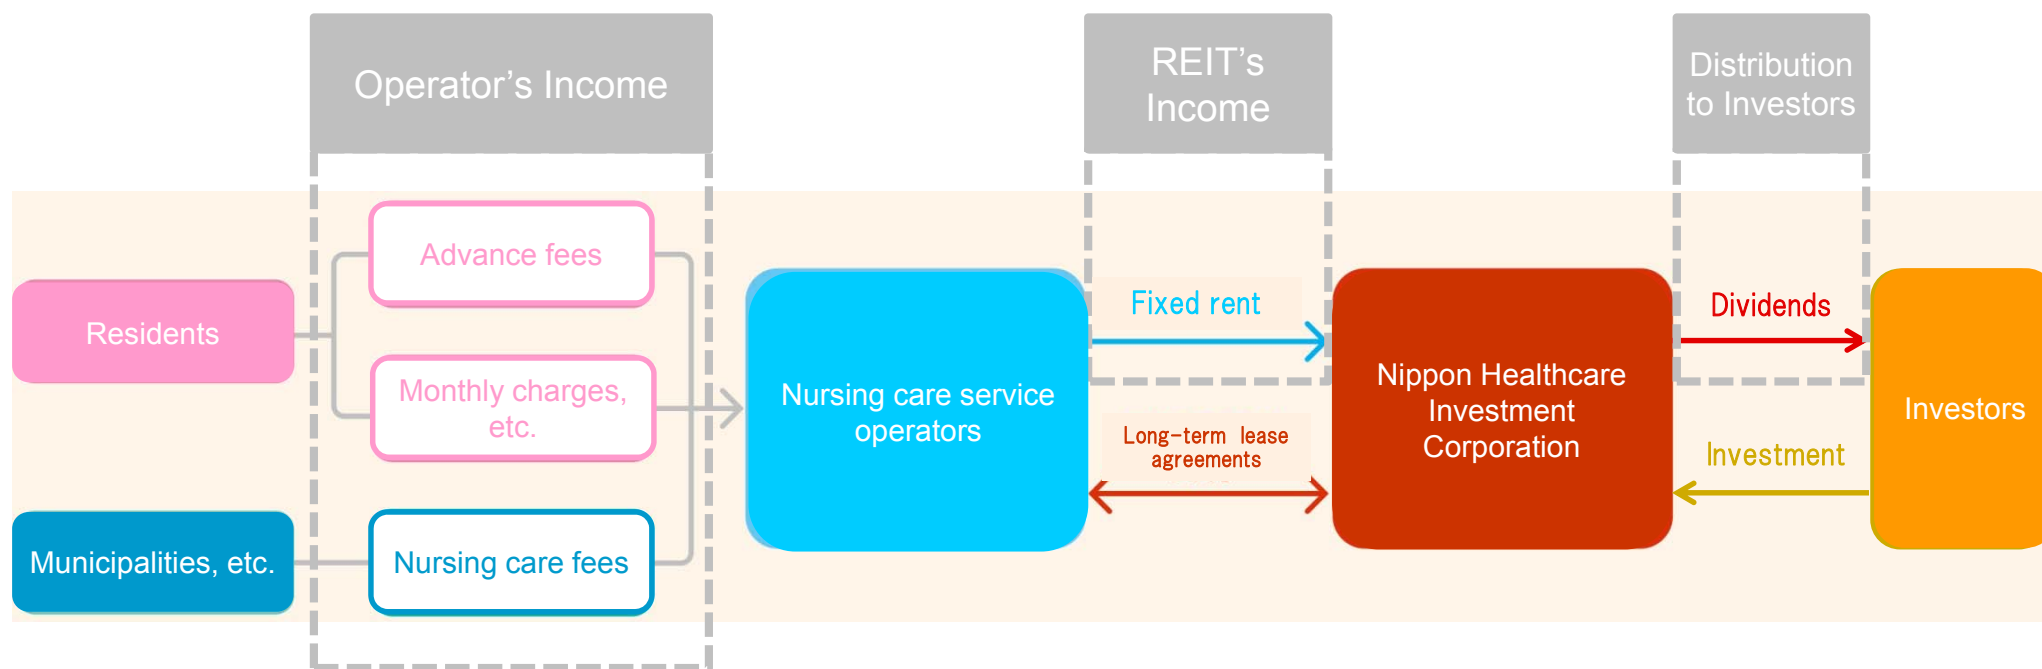 Operator's Income
REIT's
Income
Distribution
to Investors
Residents
Advance fees
Monthly charges,
etc.
Municipalities, etc.
Nursing care fees
Nursing care service
operators
Fixed rent
Long-term lease
agreements
Nippon Healthcare
Investment
Corporation
Dividends
Investment
Investors